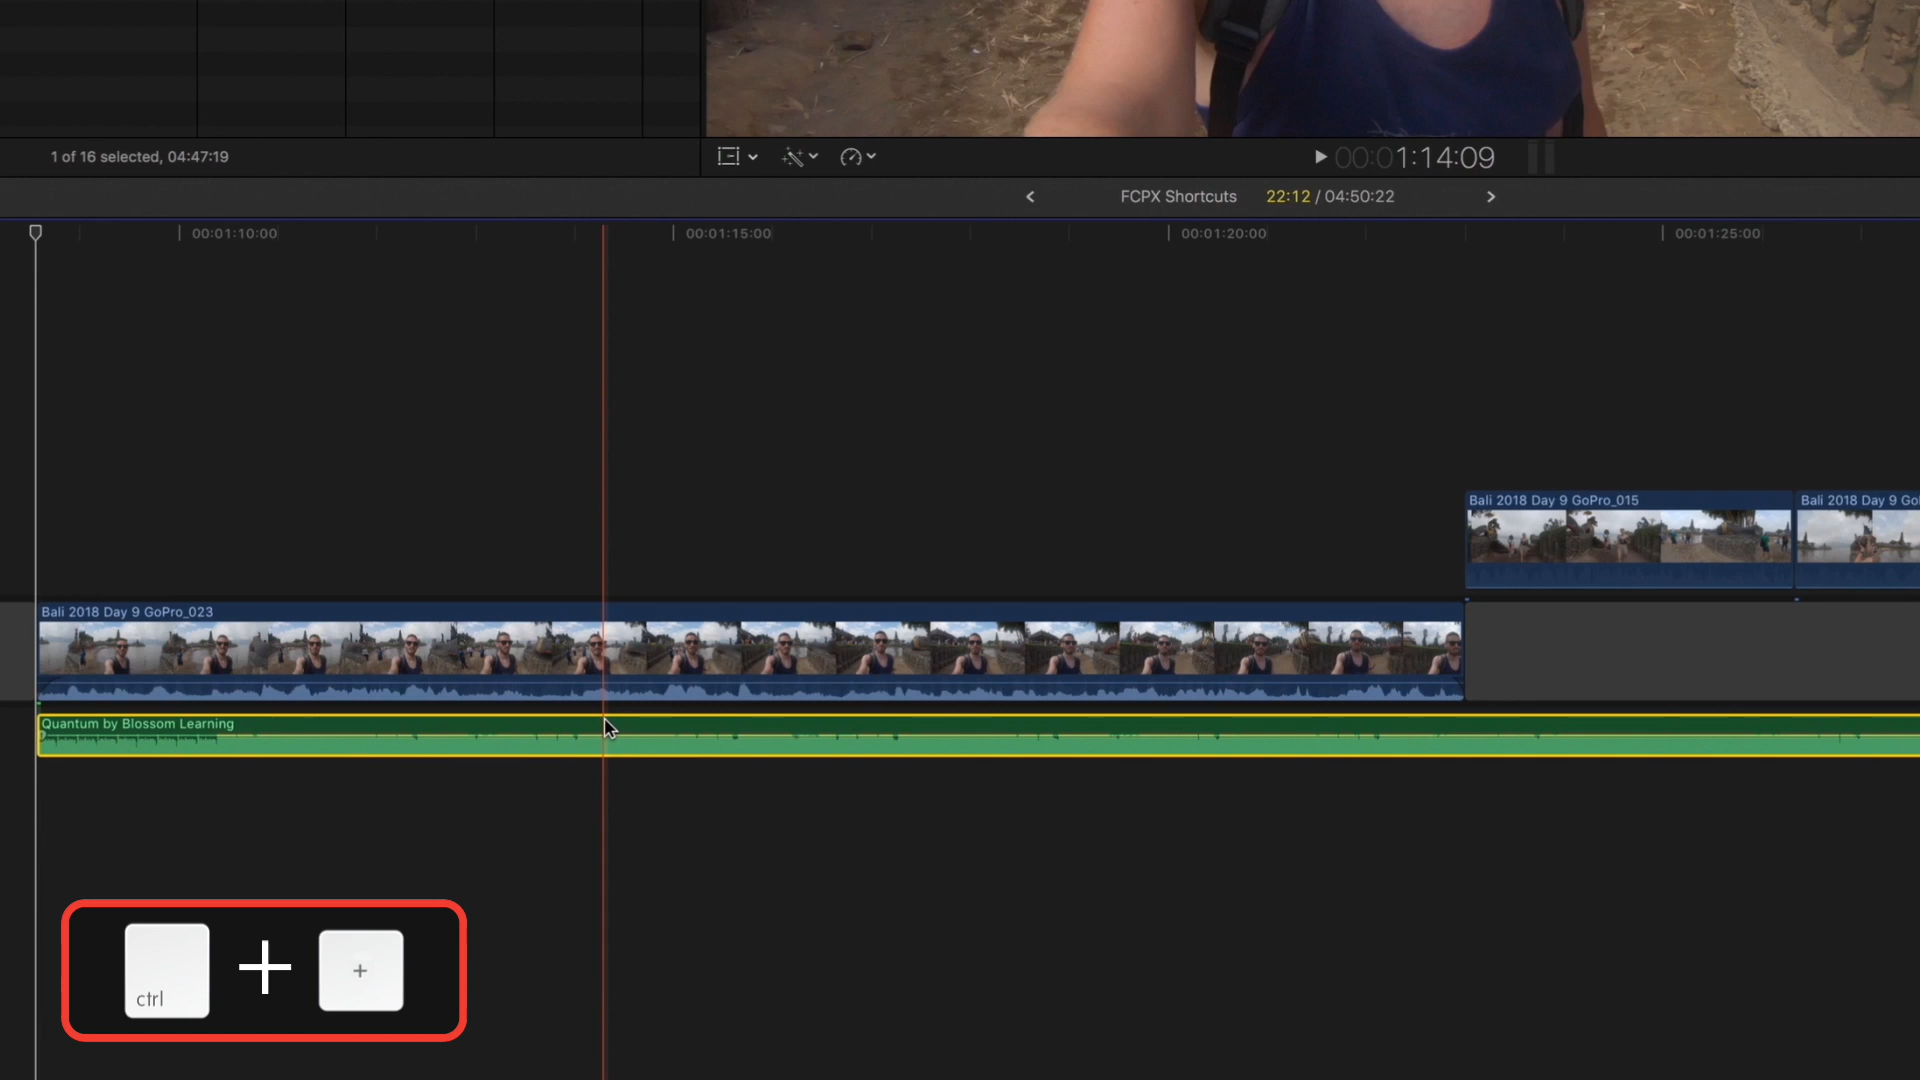 1 of 16 selected, 04:47:19
00:01:14:09
FCPX Shortcuts 22:12 / 04:50:22
00:01:10:00 00:01:15:00 00:01:20:00 00:01:25:00
Bali 2018 Day 9 GoPro_015 Bali 2018 Day 9 Go
Bali 2018 Day 9 GoPro_023
Quantum by Blossom Learning
ctrl + +